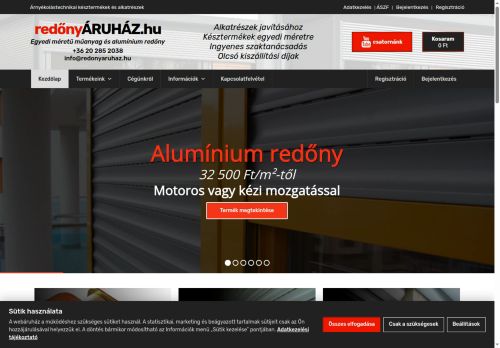 Árnyékolástechnikai késztermékek és alkatrészek
Adatkezelés | ÁSZF | Bejelentkezés | Regisztráció
redőnyÁRUHÁZ.hu
Egyedi méretű műanyag és alumínium redőny
+36 20 285 2038
info@redonyaruhaz.hu
Alkatrészek javításához
Késztermékek egyedi méretre
Ingyenes szaktanácsadás
Olcsó kiszállítási díjak
You Tube csatornánk
Kosaram
0 Ft
Kezdőlap Termékeink Cégünkről Információk Kapcsolatfelvétel Regisztráció Bejelentkezés
Alumínium redőny
32 500 Ft/m²-től
Motoros vagy kézi mozgatással
Termék megtekintése
Sütik használata
A webáruház a működéshez szükséges sütiket használ. A statisztikai, marketing és beágyazott tartalmak sütijeit csak az Ön
hozzájárulásával helyezzük el. A döntés bármikor módosítható az Információk menü „Sütik kezelése" pontjában. Adatkezelési
tájékoztató
Összes elfogadása
Csak a szükségesek
Beállítások